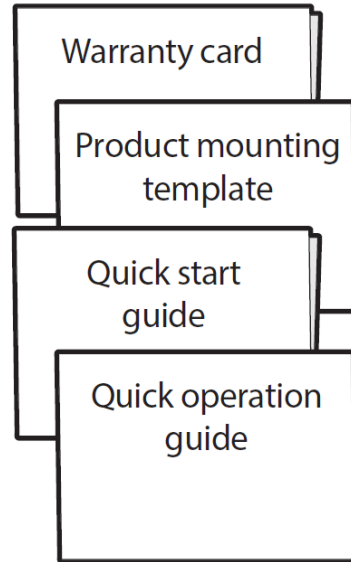 Warranty card
Product mounting
template
Quick start
guide
Quick operation
guide